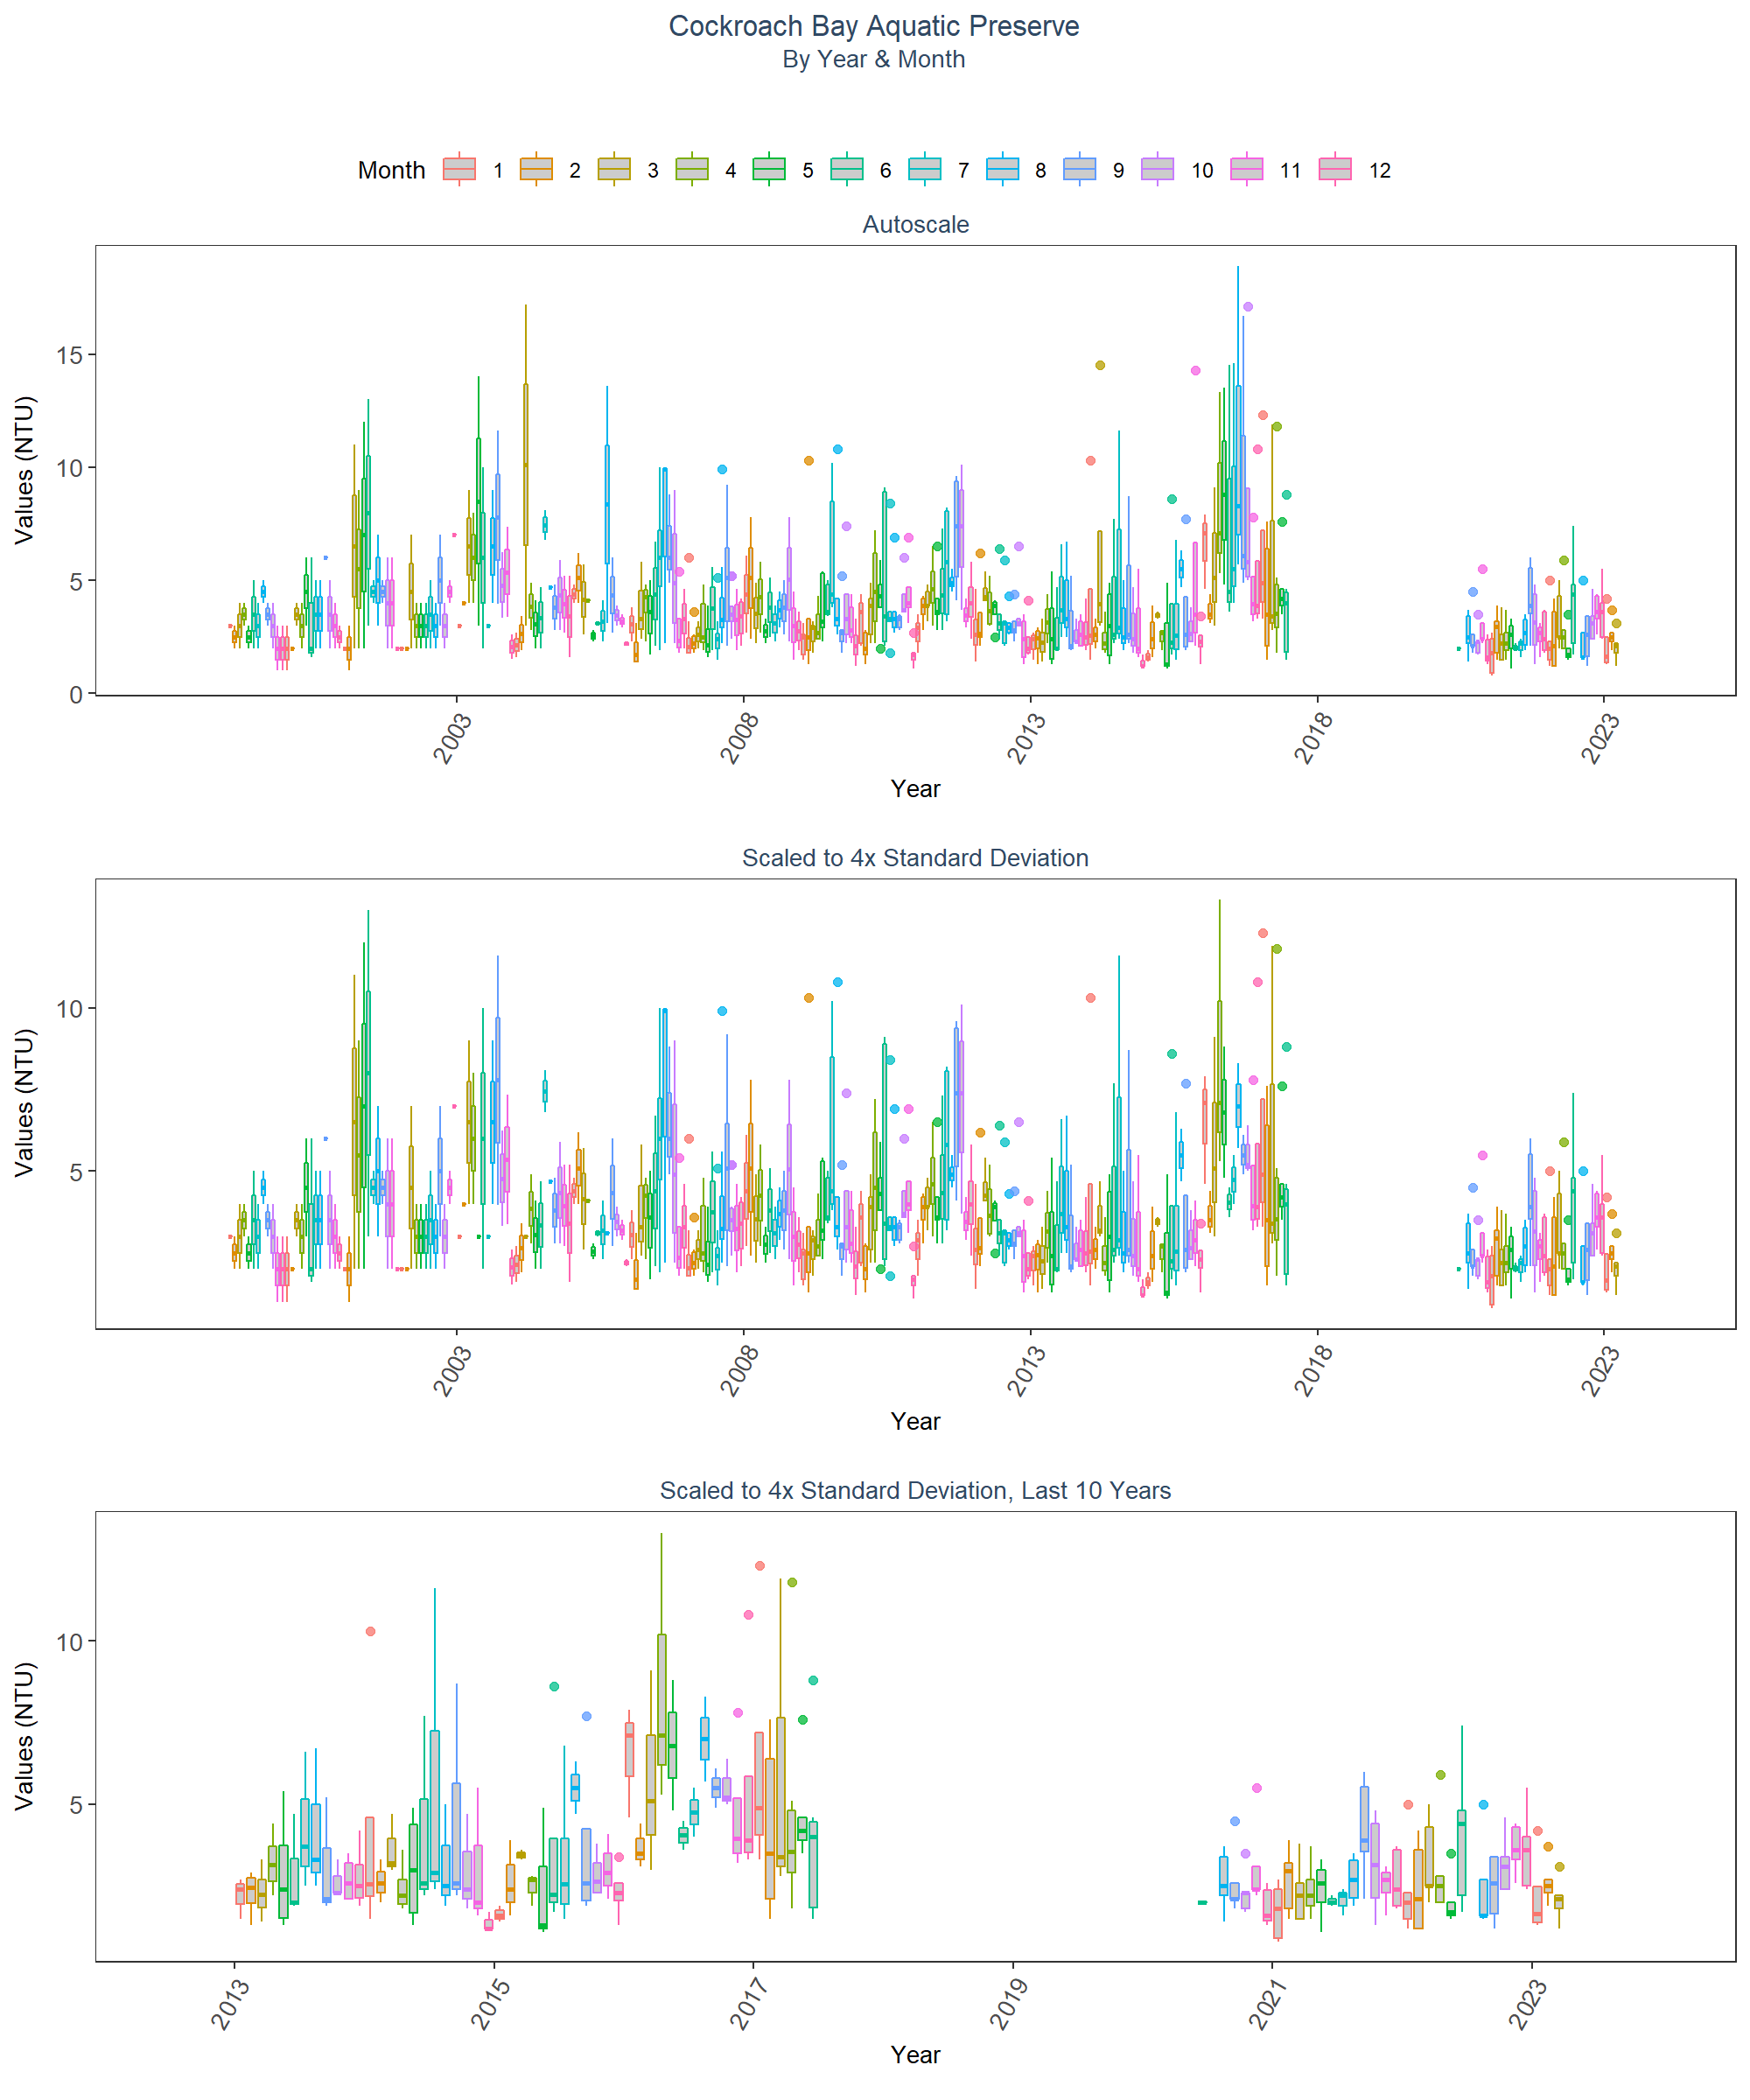 Cockroach Bay Aquatic Preserve
By Year & Month
Month 1 2 3 4 5 6 7 8 9 10 11 12
Autoscale
Values (NTU)
15
10
5
0
2003 2008 2013 2018 2023
Year
Scaled to 4x Standard Deviation
Values (NTU)
10
5
2003 2008 2013 2018 2023
Year
Scaled to 4x Standard Deviation, Last 10 Years
Values (NTU)
10
5
2013 2015 2017 2019 2021 2023
Year